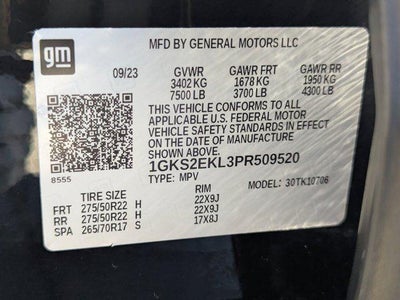 gm
MFD BY GENERAL MOTORS LLC
09/23 GVWR GAWR FRT GAWR RR
3402 KG 1678 KG 1950 KG
7500 LB 3700 LB 4300 LB
THIS VEHICLE CONFORMS TO ALL
APPLICABLE U.S. FEDERAL MOTOR
VEHICLE SAFETY STANDARDS IN EFFECT
ON THE DATE OF MANUFACTURE
SHOWN ABOVE.
1GKS2EKL3PR509520
8555 TYPE: MPV MODEL: 30TK10706
TIRE SIZE RIM
FRT 275/50R22 H 22X9J
RR 275/50R22 H 22X9J
SPA 265/70R17 S 17X8J